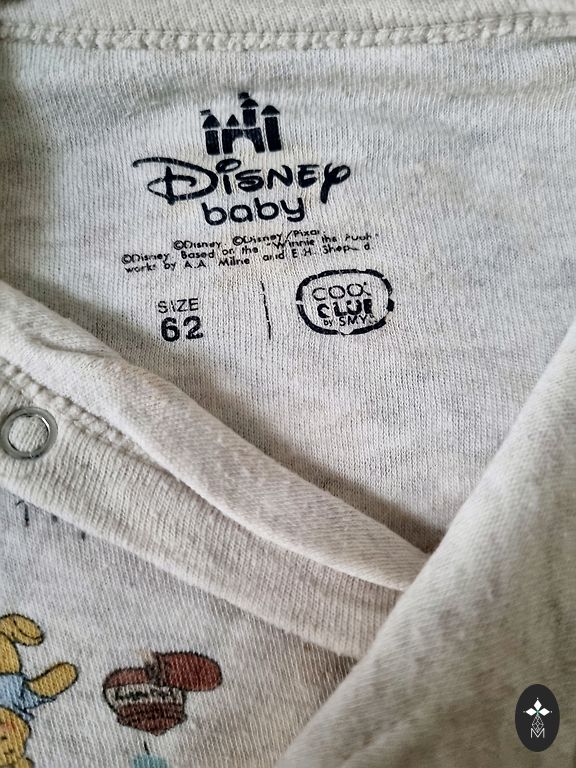 Disney
baby
©Disney. ©Disney/Pixar
©Disney. Based on the "Winnie the Pooh"
works by A.A. Milne and E.H. Shepard
SIZE
62
COOL
CLUB
by SMYK